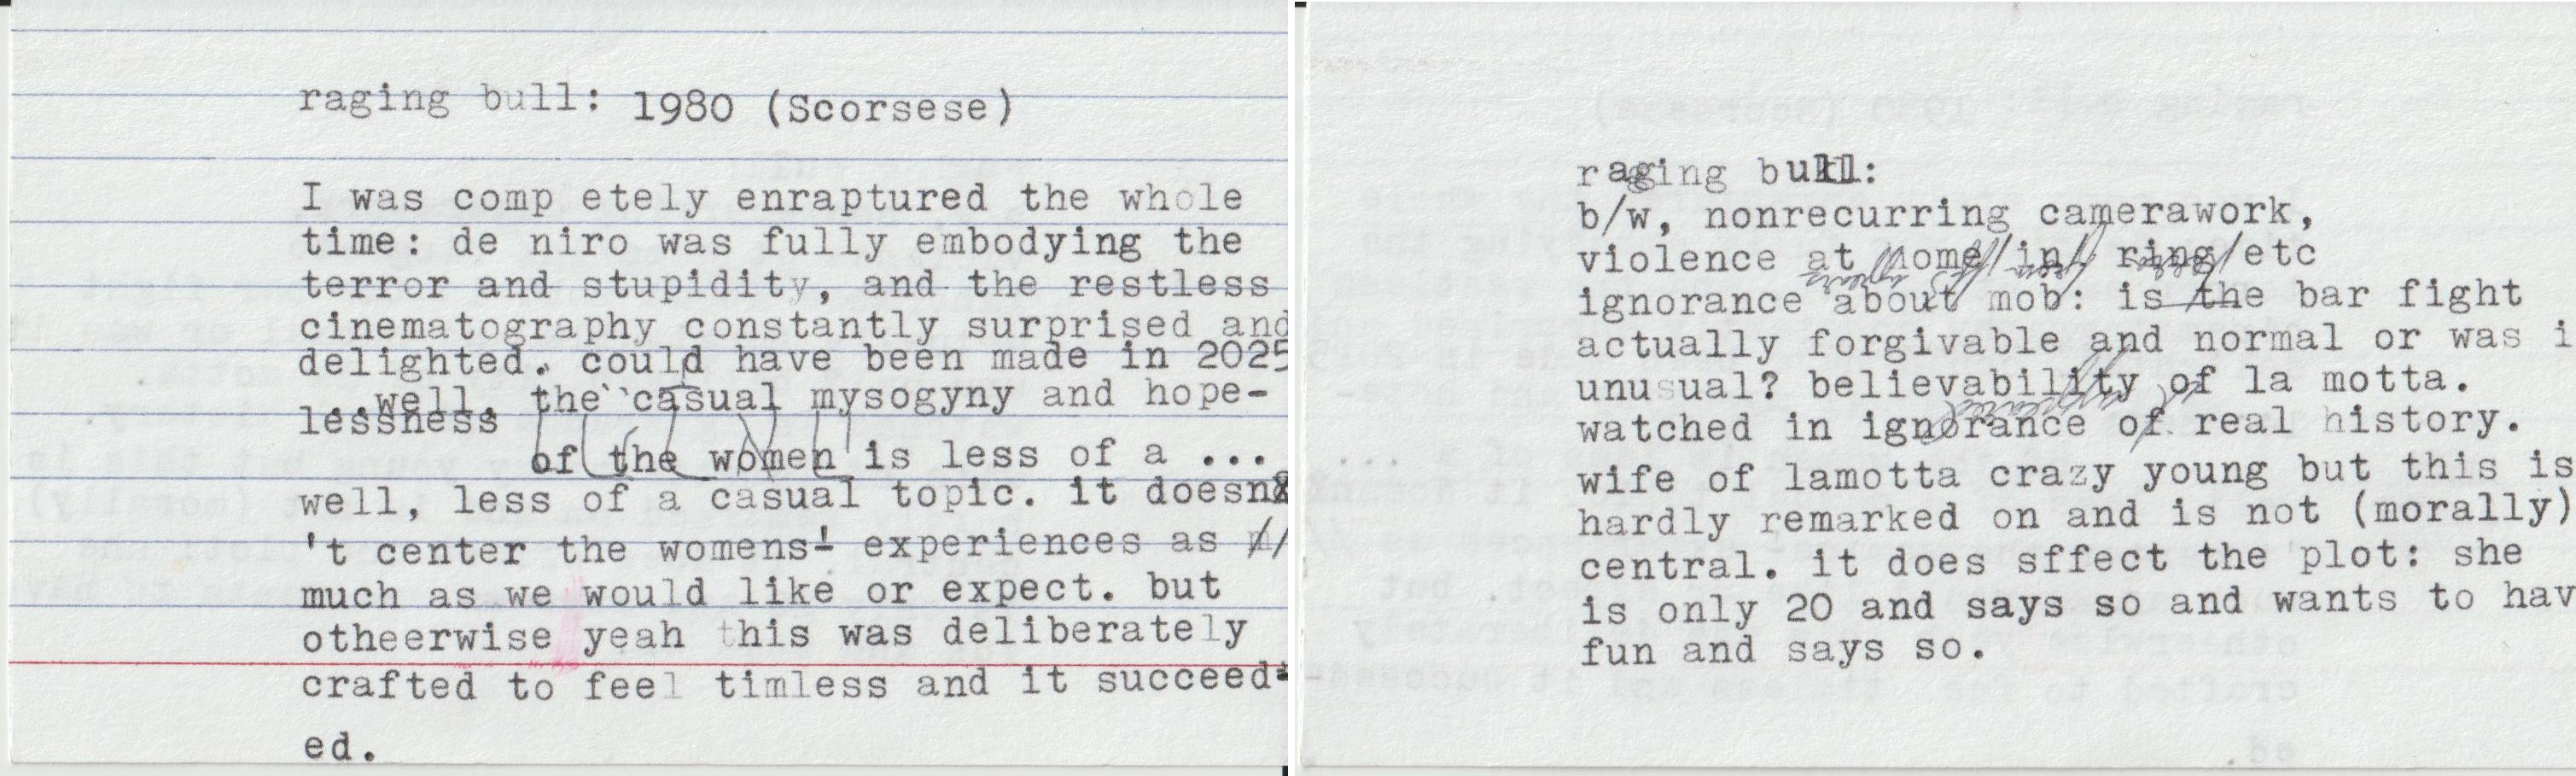 raging bull: 1980 (Scorsese)
I was comp etely enraptured the whole
time: de niro was fully embodying the
terror and stupidity, and the restless
cinematography constantly surprised and
delighted. could have been made in 2025
..well. the casual mysogyny and hope-
lessness
of the women is less of a ...
well, less of a casual topic. it doesn
't center the womens' experiences as
much as we would like or expect. but
otheerwise yeah this was deliberately
crafted to feel timless and it succeed
ed.
raging bull:
b/w, nonrecurring camerawork,
violence at home/in/ ring/etc
ignorance about mob: is the bar fight
actually forgivable and normal or was i
unusual? believability of la motta.
watched in ignorance of real history.
wife of lamotta crazy young but this is
hardly remarked on and is not (morally)
central. it does sffect the plot: she
is only 20 and says so and wants to hav
fun and says so.